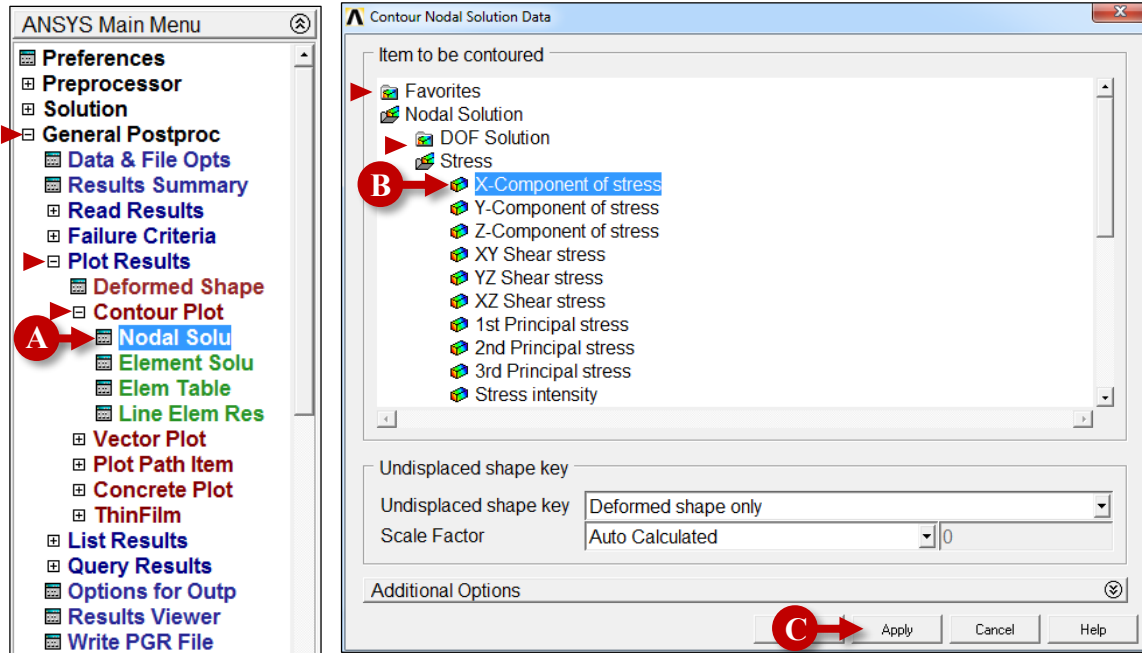 ANSYS Main Menu
Preferences
Preprocessor
Solution
General Postproc
Data & File Opts
Results Summary
Read Results
Failure Criteria
Plot Results
Deformed Shape
Contour Plot
A
Nodal Solu
Element Solu
Elem Table
Line Elem Res
Vector Plot
Plot Path Item
Concrete Plot
ThinFilm
List Results
Query Results
Options for Outp
Results Viewer
Write PGR File
Contour Nodal Solution Data
Item to be contoured
Favorites
Nodal Solution
DOF Solution
Stress
B
X-Component of stress
Y-Component of stress
Z-Component of stress
XY Shear stress
YZ Shear stress
XZ Shear stress
1st Principal stress
2nd Principal stress
3rd Principal stress
Stress intensity
Undisplaced shape key
Undisplaced shape key Deformed shape only
Scale Factor Auto Calculated 0
Additional Options
C Apply Cancel Help